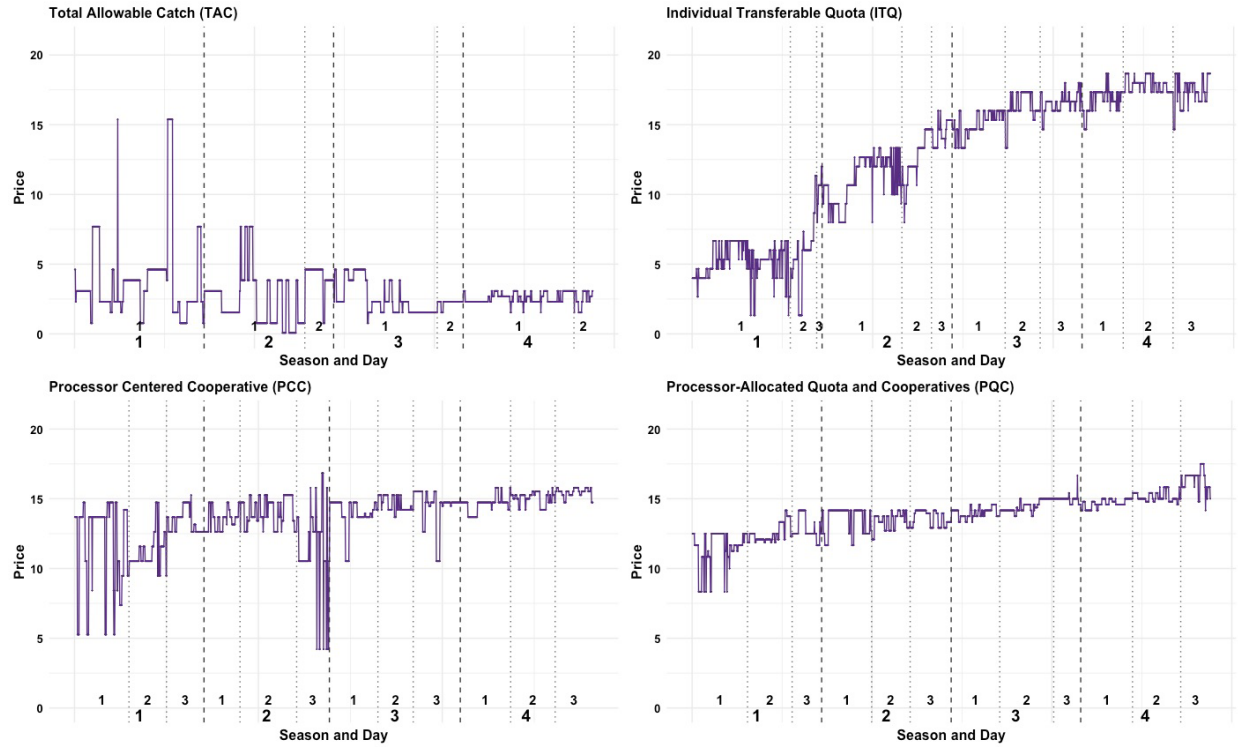 Total Allowable Catch (TAC)
20
15
10
5
0
Price
1 1 2 1 2 1 2
1 2 3 4
Season and Day
Individual Transferable Quota (ITQ)
20
15
10
5
0
Price
1 2 3 1 2 3 1 2 3 1 2 3
1 2 3 4
Season and Day
Processor Centered Cooperative (PCC)
20
15
10
5
0
Price
1 2 3 1 2 3 1 2 3 1 2 3
1 2 3 4
Season and Day
Processor-Allocated Quota and Cooperatives (PQC)
20
15
10
5
0
Price
1 2 3 1 2 3 1 2 3 1 2 3
1 2 3 4
Season and Day